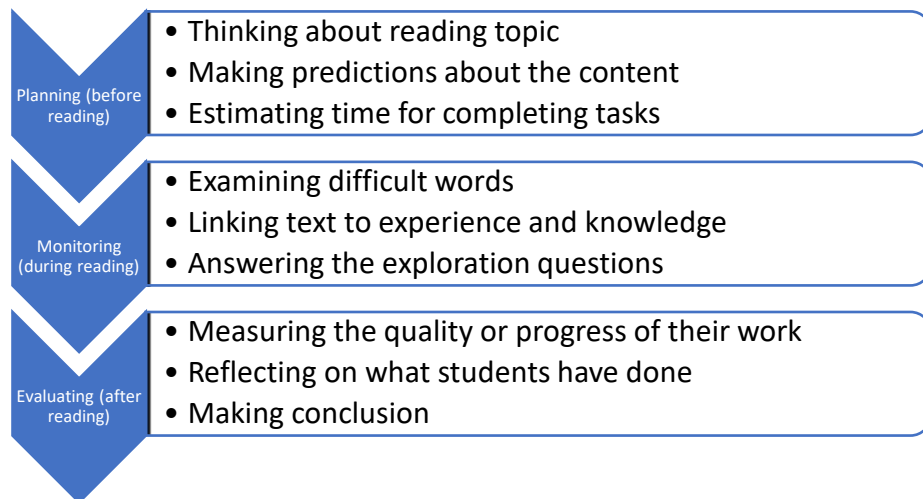 Planning (before
reading)
• Thinking about reading topic
• Making predictions about the content
• Estimating time for completing tasks
Monitoring
(during reading)
• Examining difficult words
• Linking text to experience and knowledge
• Answering the exploration questions
Evaluating (after
reading)
• Measuring the quality or progress of their work
• Reflecting on what students have done
• Making conclusion